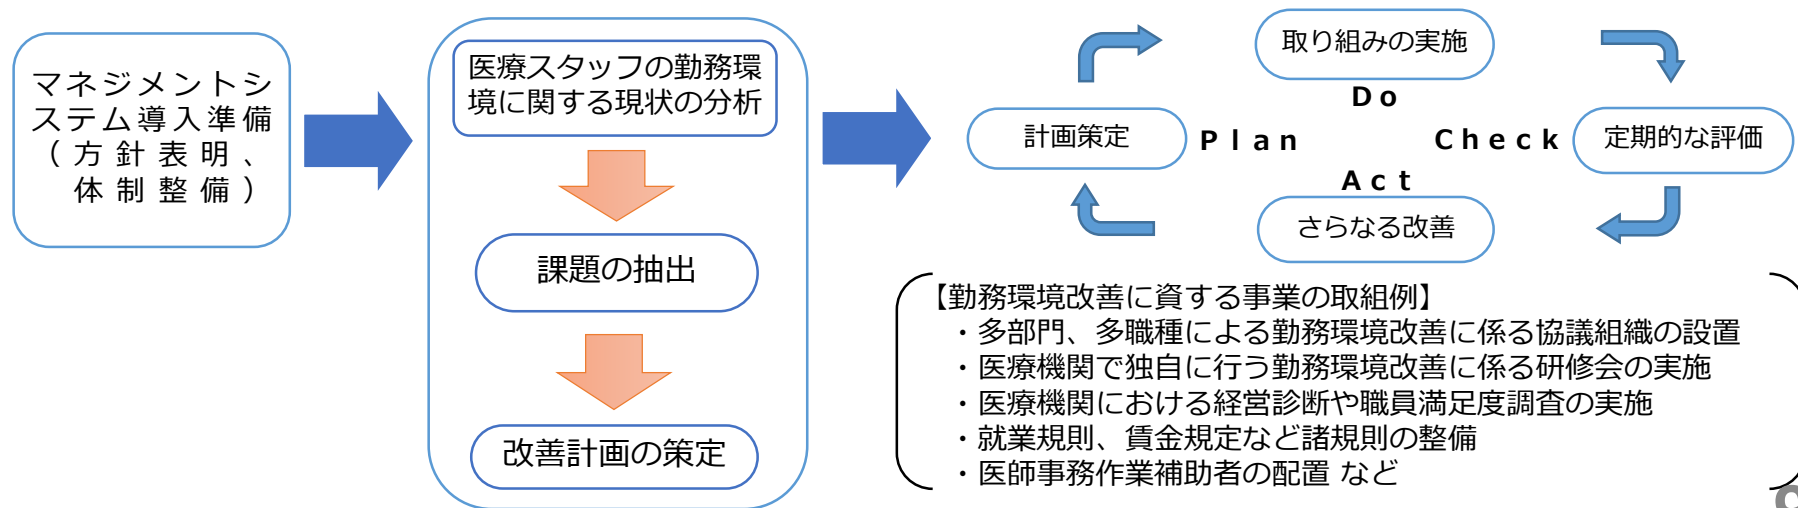 マネジメントシ
ステム導入準備
（方針表明、
体制整備）
医療スタッフの勤務環
境に関する現状の分析
課題の抽出
改善計画の策定
取り組みの実施
Do
計画策定
Plan
Check
定期的な評価
Act
さらなる改善
【勤務環境改善に資する事業の取組例】
・多部門、多職種による勤務環境改善に係る協議組織の設置
・医療機関で独自に行う勤務環境改善に係る研修会の実施
・医療機関における経営診断や職員満足度調査の実施
・就業規則、賃金規定など諸規則の整備
・医師事務作業補助者の配置 など